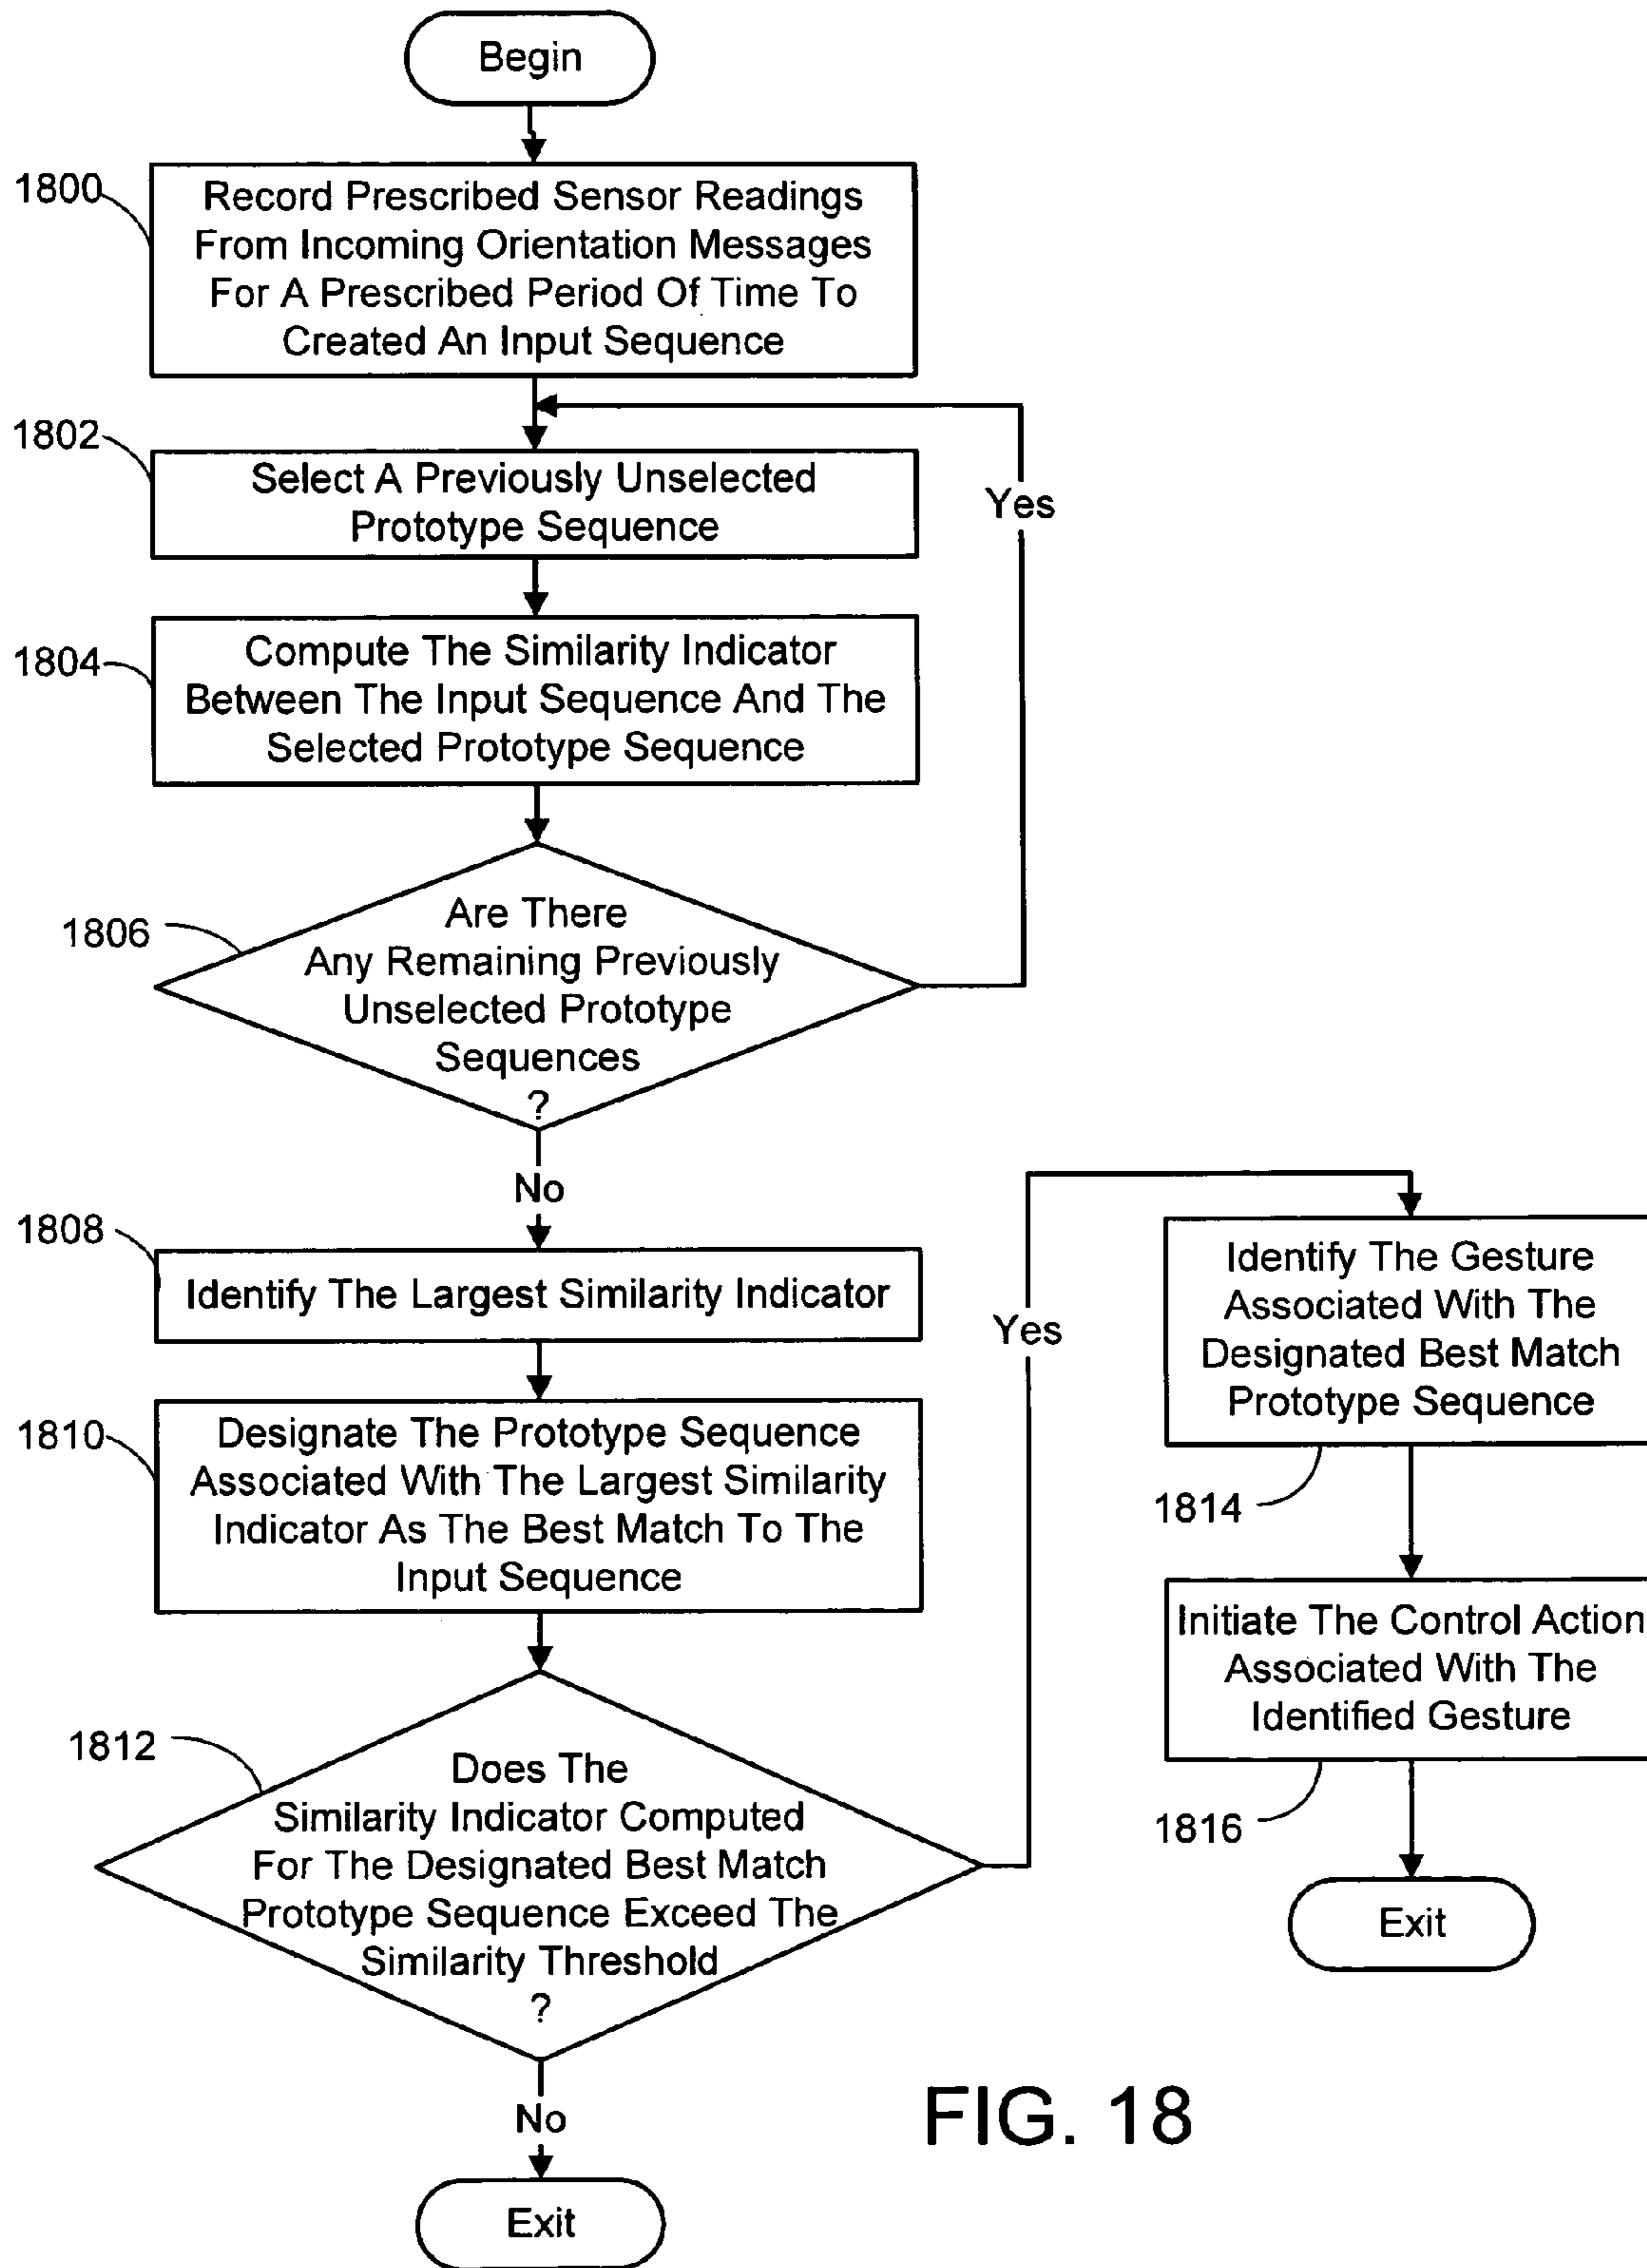 Begin
1800
Record Prescribed Sensor Readings
From Incoming Orientation Messages
For A Prescribed Period Of Time To
Created An Input Sequence
1802
Select A Previously Unselected
Prototype Sequence
Yes
1804
Compute The Similarity Indicator
Between The Input Sequence And The
Selected Prototype Sequence
1806
Are There
Any Remaining Previously
Unselected Prototype
Sequences
?
No
1808
Identify The Largest Similarity Indicator
1810
Designate The Prototype Sequence
Associated With The Largest Similarity
Indicator As The Best Match To The
Input Sequence
1812
Does The
Similarity Indicator Computed
For The Designated Best Match
Prototype Sequence Exceed The
Similarity Threshold
?
No
Exit
Yes
Identify The Gesture
Associated With The
Designated Best Match
Prototype Sequence
1814
Initiate The Control Action
Associated With The
Identified Gesture
1816
Exit
FIG. 18